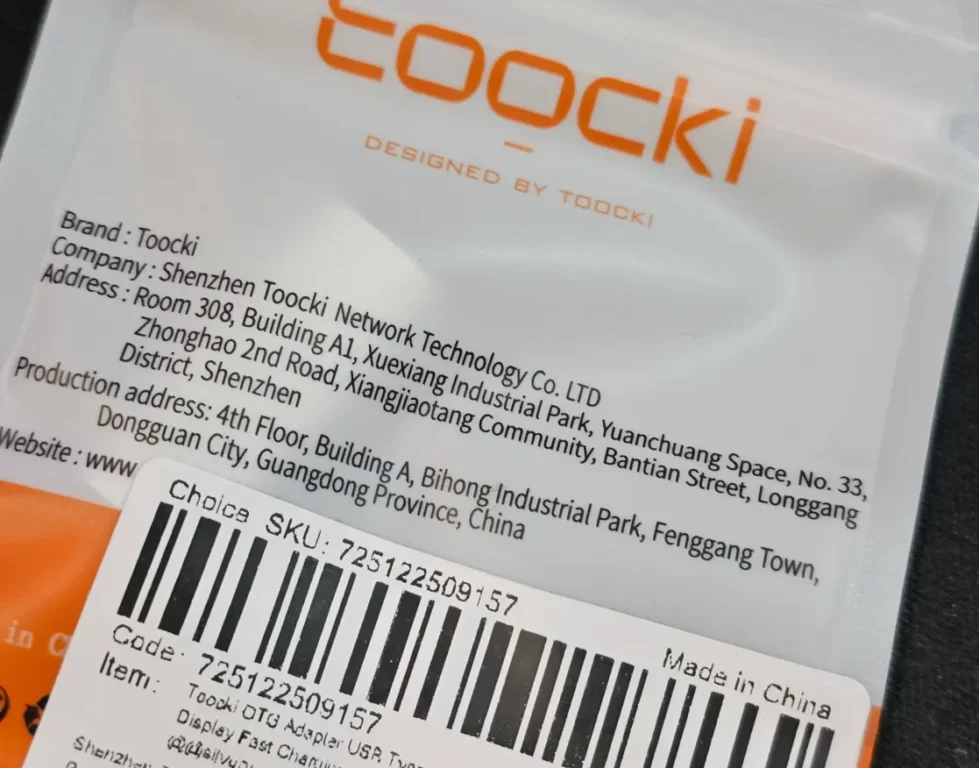 toocki
DESIGNED BY TOOCKI
Brand : Toocki
Company : Shenzhen Toocki Network Technology Co. LTD
Address : Room 308, Building A1, Xuexiang Industrial Park, Yuanchuang Space, No. 33,
Zhonghao 2nd Road, Xiangjiaotang Community, Bantian Street, Longgang
District, Shenzhen
Production address: 4th Floor, Building A, Bihong Industrial Park, Fenggang Town,
Dongguan City, Guangdong Province, China
Website : www
Choice SKU: 725122509157
Made in China
Code: 725122509157
Item: Toocki OTG Adapter USB Type
Display Fast
in C